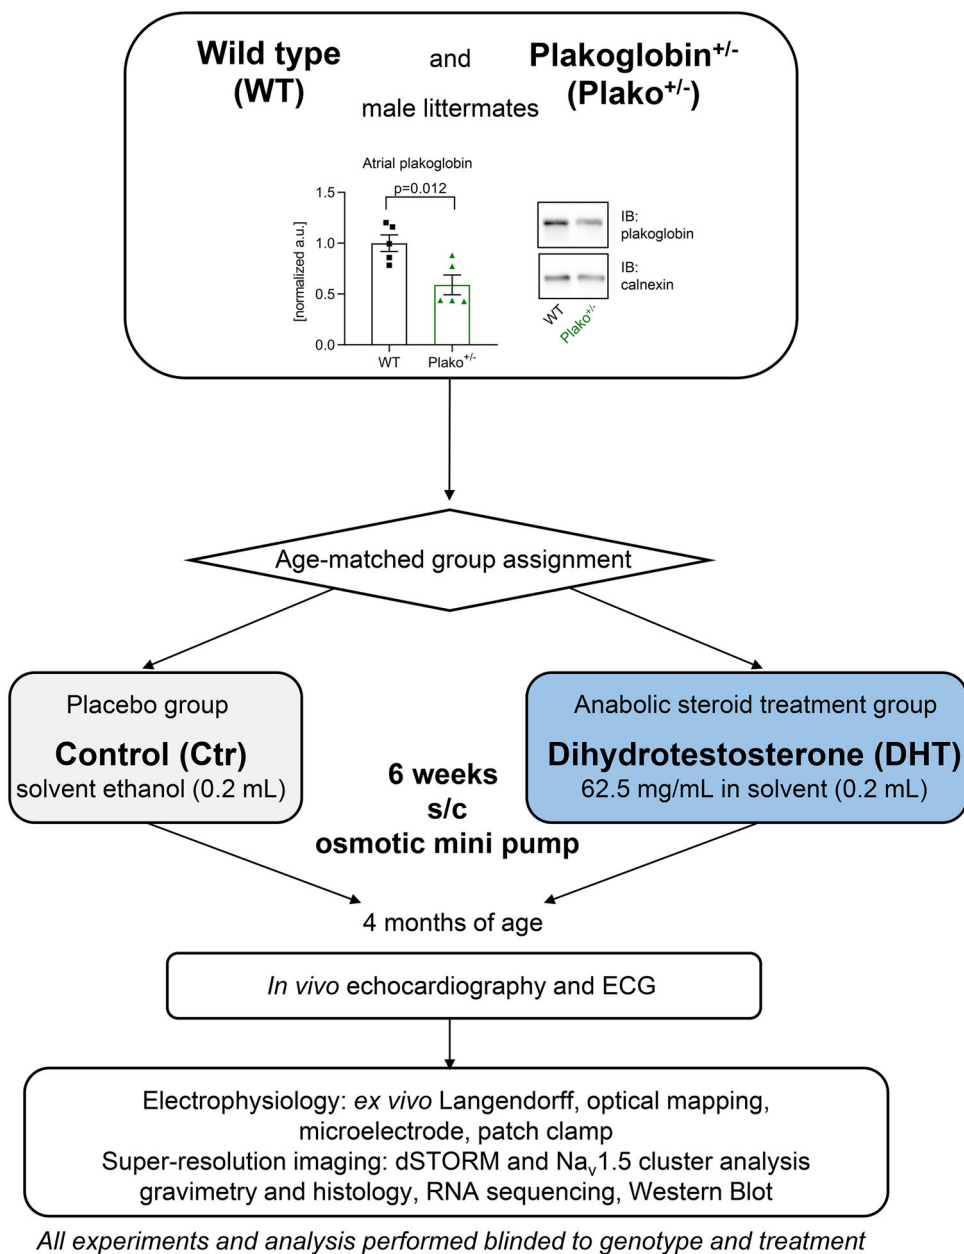 Wild type
(WT)
and
Plakoglobin+/-
(Plako+/-)
male littermates
Atrial plakoglobin
p=0.012
[normalized a.u.]
1.5
1.0
0.5
0.0
WT
Plako+/-
IB:
plakoglobin
IB:
calnexin
WT
Plako+/-
Age-matched group assignment
Placebo group
Control (Ctr)
solvent ethanol (0.2 mL)
Anabolic steroid treatment group
Dihydrotestosterone (DHT)
62.5 mg/mL in solvent (0.2 mL)
6 weeks
s/c
osmotic mini pump
4 months of age
In vivo echocardiography and ECG
Electrophysiology: ex vivo Langendorff, optical mapping,
microelectrode, patch clamp
Super-resolution imaging: dSTORM and Nav1.5 cluster analysis
gravimetry and histology, RNA sequencing, Western Blot
All experiments and analysis performed blinded to genotype and treatment